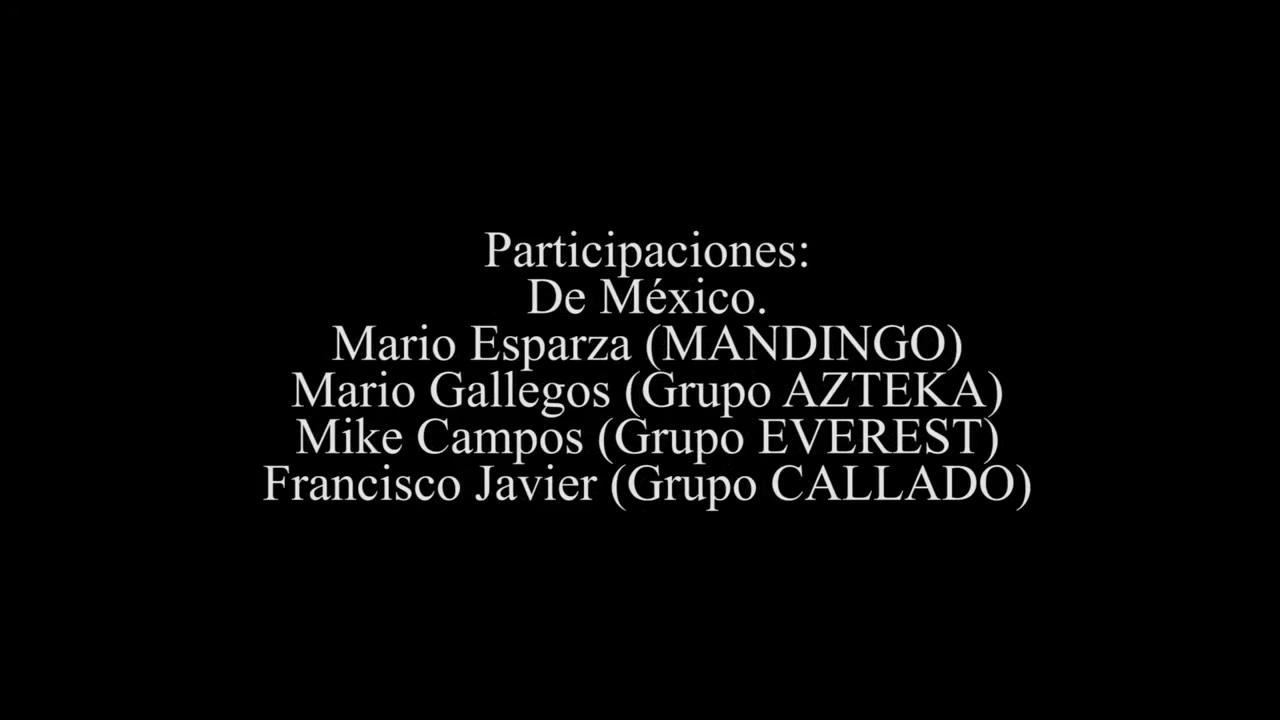 Participaciones:
De México.
Mario Esparza (MANDINGO)
Mario Gallegos (Grupo AZTEKA)
Mike Campos (Grupo EVEREST)
Francisco Javier (Grupo CALLADO)